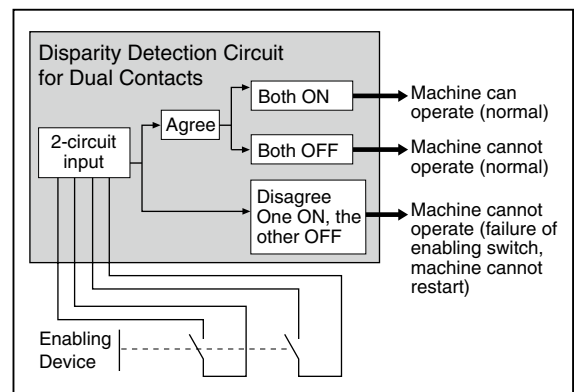 Disparity Detection Circuit
for Dual Contacts
2-circuit
input
Agree
Both ON
Both OFF
Disagree
One ON, the
other OFF
Machine can
operate (normal)
Machine cannot
operate (normal)
Machine cannot
operate (failure of
enabling switch,
machine cannot
restart)
Enabling
Device